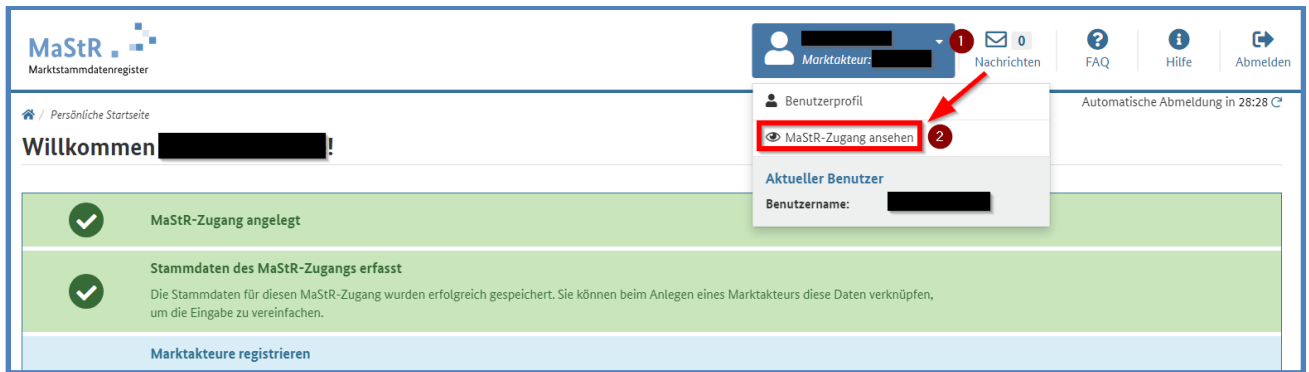 MaStR
Marktstammdatenregister
Marktakteur:
1
0
Nachrichten
FAQ
Hilfe
Abmelden
Benutzerprofil
MaStR-Zugang ansehen
2
Aktueller Benutzer
Benutzername:
Automatische Abmeldung in 28:28
/ Persönliche Startseite
Willkommen !
MaStR-Zugang angelegt
Stammdaten des MaStR-Zugangs erfasst
Die Stammdaten für diesen MaStR-Zugang wurden erfolgreich gespeichert. Sie können beim Anlegen eines Marktakteurs diese Daten verknüpfen,
um die Eingabe zu vereinfachen.
Marktakteure registrieren